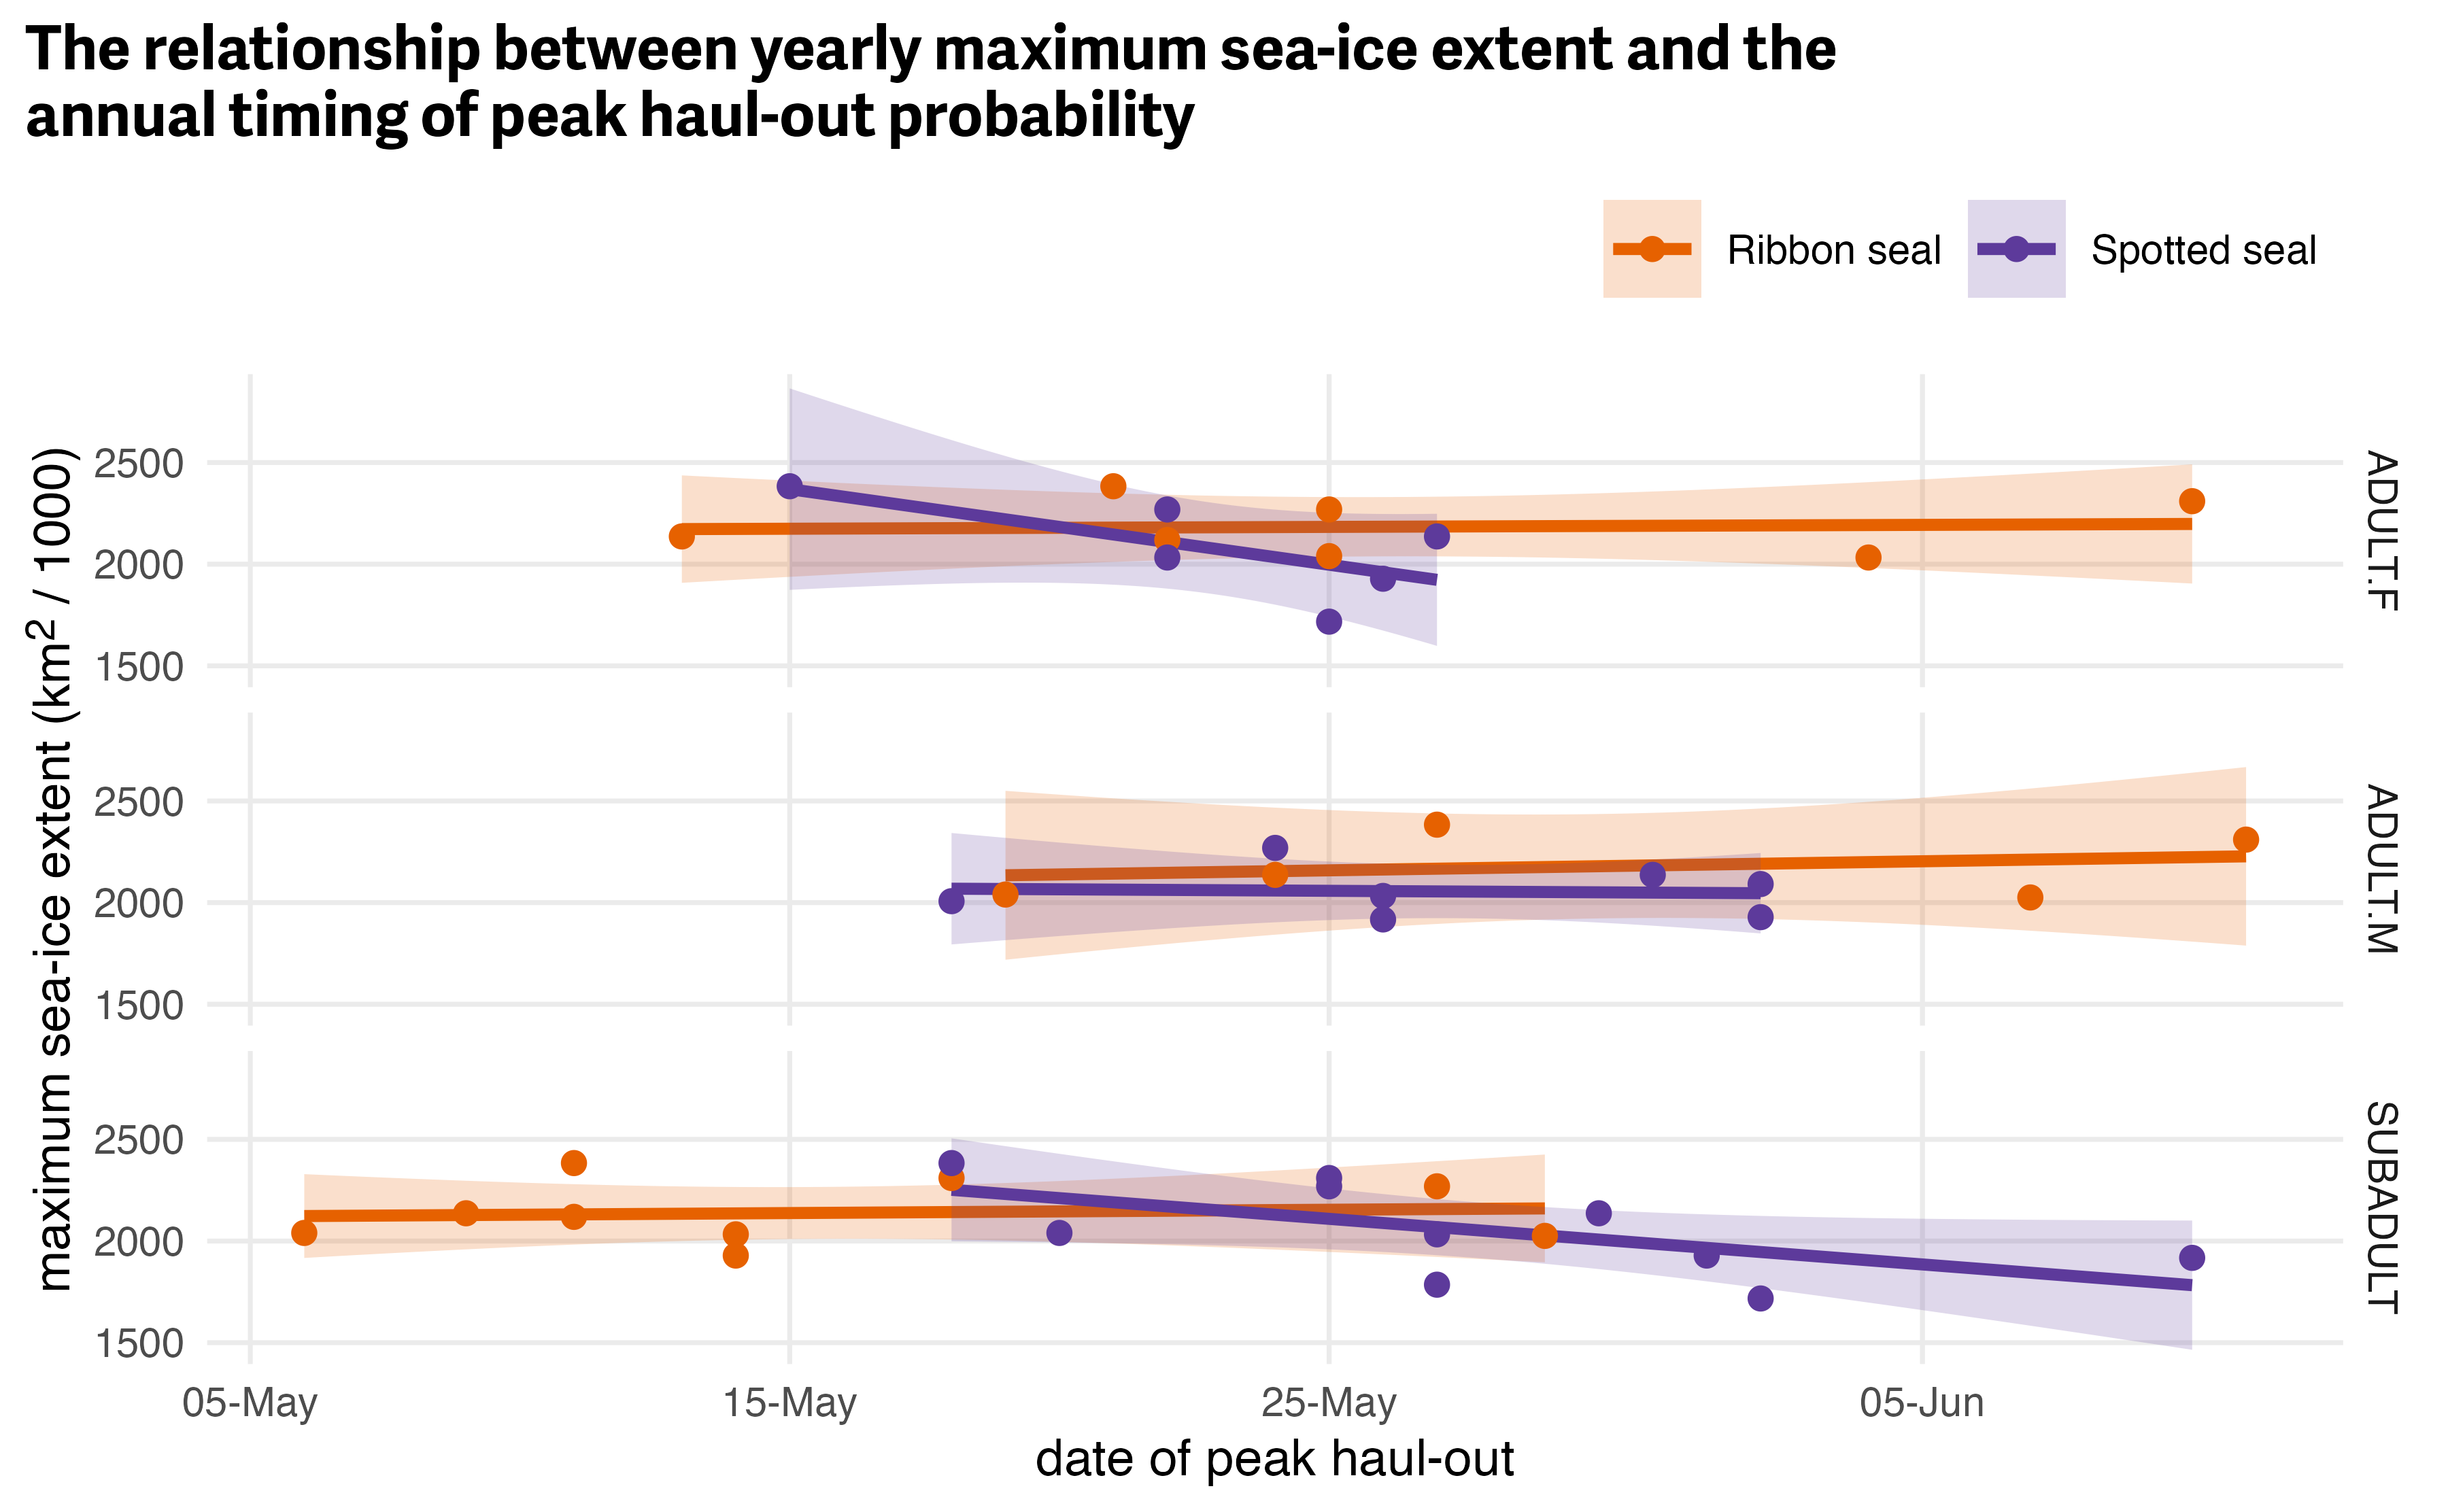 The relationship between yearly maximum sea-ice extent and the
annual timing of peak haul-out probability
Ribbon seal
Spotted seal
maximum sea-ice extent (km² / 1000)
2500
2000
1500
ADULT.F
2500
2000
1500
ADULT.M
2500
2000
1500
SUBADULT
05-May
15-May
25-May
05-Jun
date of peak haul-out